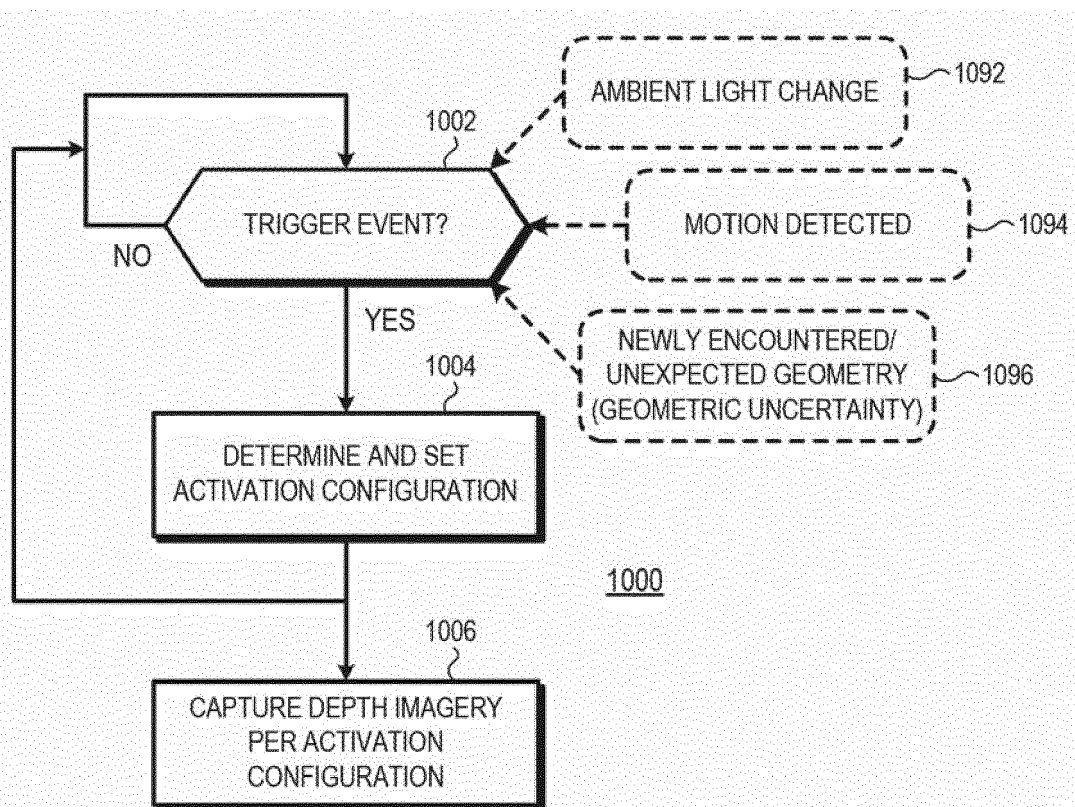 AMBIENT LIGHT CHANGE
1092
1002
TRIGGER EVENT?
MOTION DETECTED
1094
NO
YES
NEWLY ENCOUNTERED/
UNEXPECTED GEOMETRY
(GEOMETRIC UNCERTAINTY)
1096
1004
DETERMINE AND SET
ACTIVATION CONFIGURATION
1000
1006
CAPTURE DEPTH IMAGERY
PER ACTIVATION
CONFIGURATION